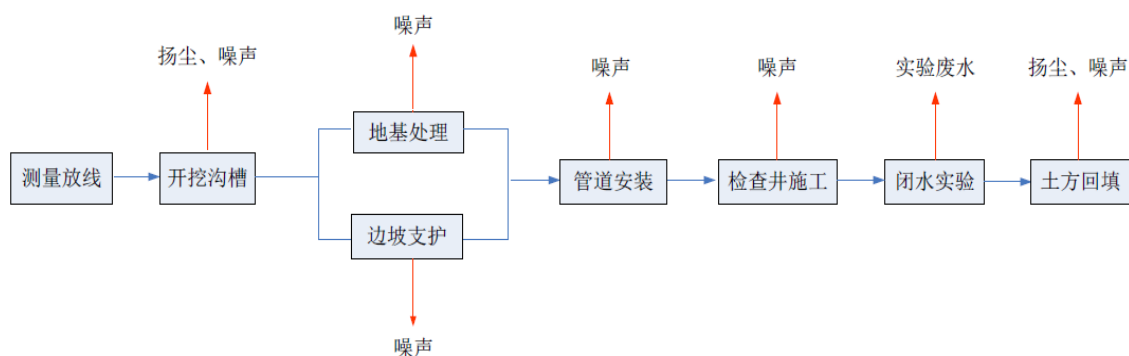 噪声
扬尘、噪声
噪声
噪声
实验废水
扬尘、噪声
地基处理
测量放线
开挖沟槽
管道安装
检查井施工
闭水实验
土方回填
边坡支护
噪声